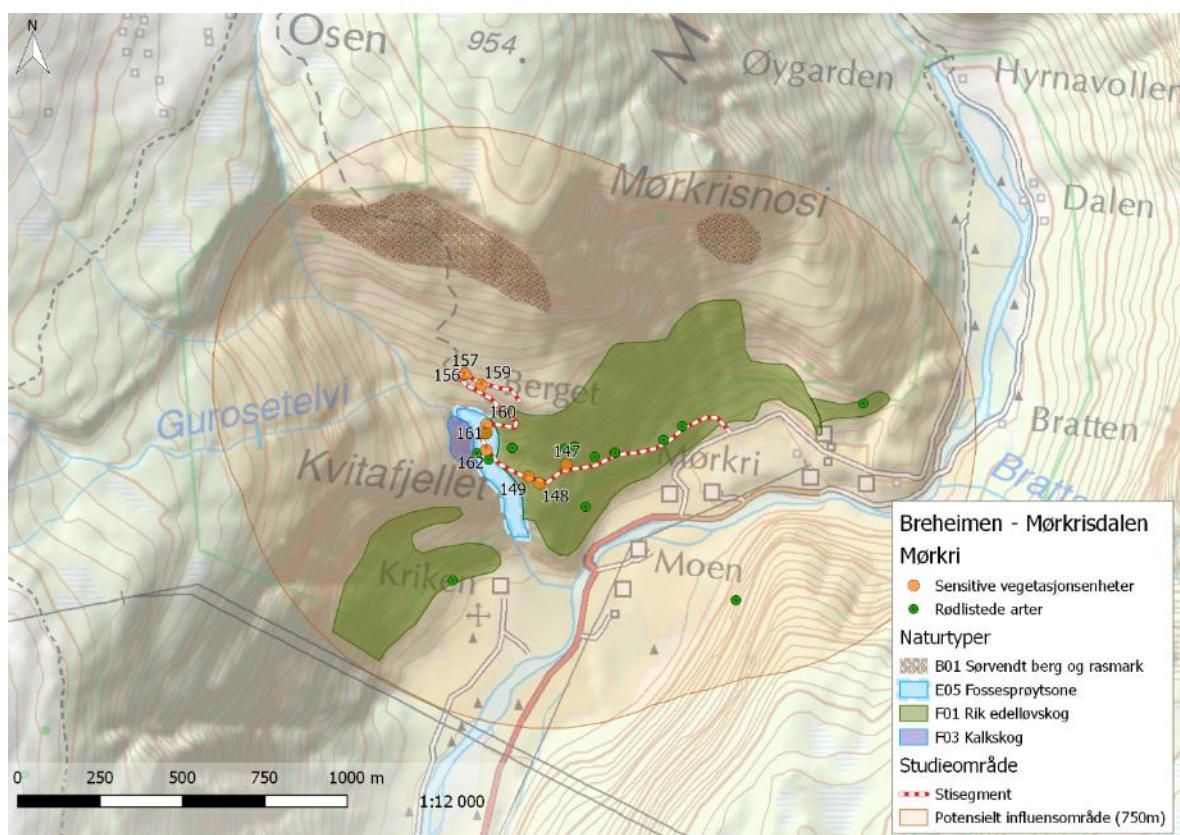 N
Osen
954
M
Øygarden
Hyrnavoller
Mørkrisnosi
Dalen
157
156
159
Berget
160
Gurosetelvi
161
Bratten
147
162
Mørkri
Kvitafjellet
149
148
Bratte
Moen
Kriken
Breheimen - Mørkrisdalen
Mørkri
Sensitive vegetasjonsenheter
Rødlistede arter
Naturtyper
B01 Sørvendt berg og rasmark
E05 Fossesprøytsone
F01 Rik edelløvskog
F03 Kalkskog
Studieområde
Stisegment
Potensielt influensområde (750m)
0 250 500 750 1000 m
1:12 000